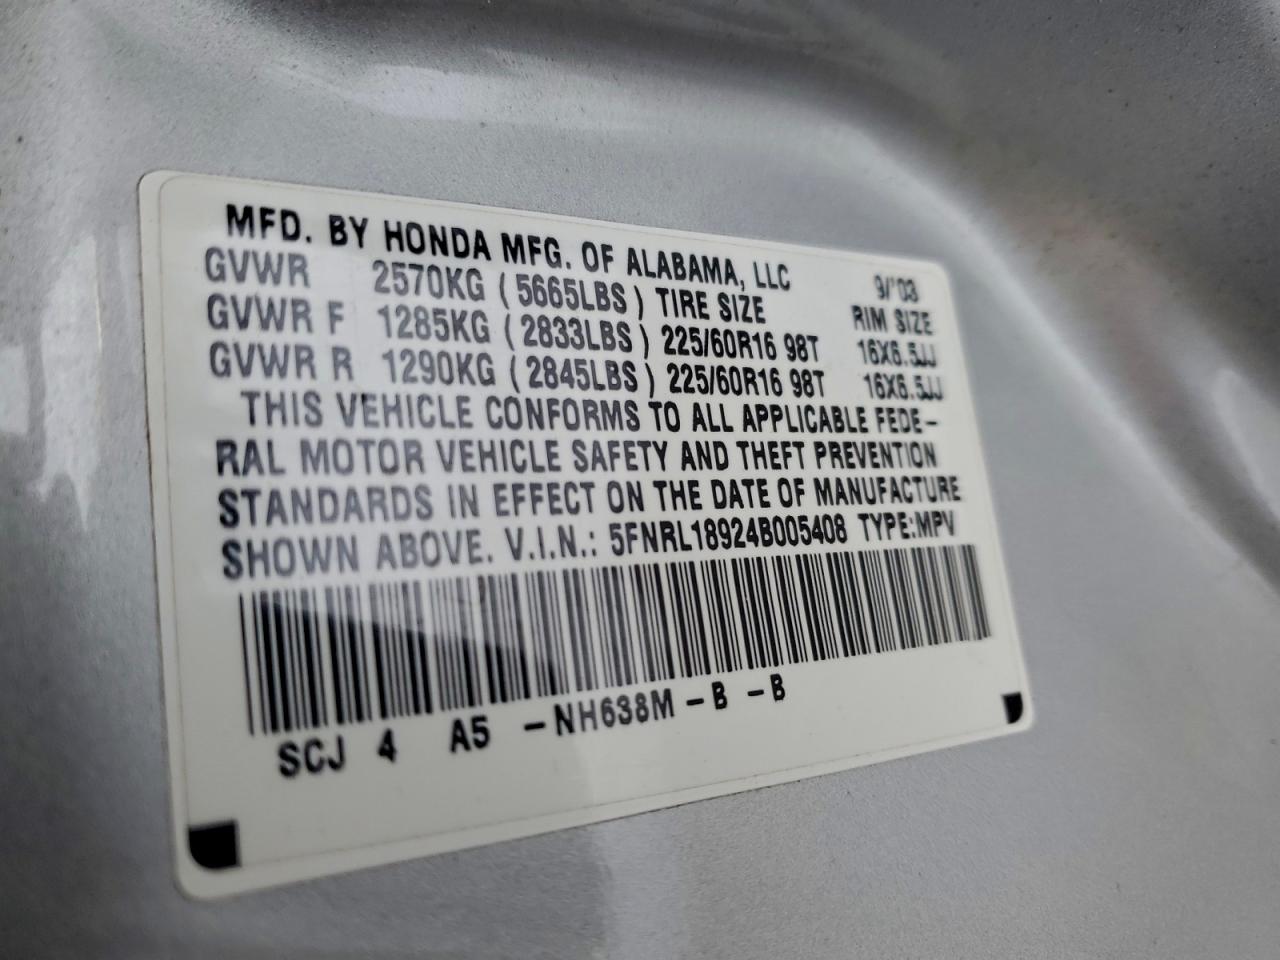 MFD. BY HONDA MFG. OF ALABAMA, LLC 9/'03
GVWR 2570KG (5665LBS) TIRE SIZE RIM SIZE
GVWR F 1285KG (2833LBS) 225/60R16 98T 16X6.5JJ
GVWR R 1290KG (2845LBS) 225/60R16 98T 16X6.5JJ
THIS VEHICLE CONFORMS TO ALL APPLICABLE FEDE-
RAL MOTOR VEHICLE SAFETY AND THEFT PREVENTION
STANDARDS IN EFFECT ON THE DATE OF MANUFACTURE
SHOWN ABOVE. V.I.N.: 5FNRL18924B005408 TYPE:MPV
SCJ 4 A5 -NH638M -B -B